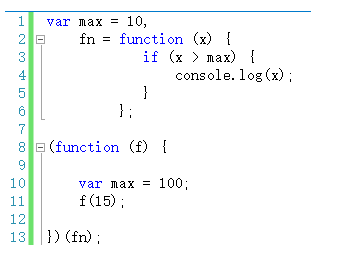 1 var max = 10,
2     fn = function (x) {
3             if (x > max) {
4                 console.log(x);
5             }
6          };
7
8 (function (f) {
9
10     var max = 100;
11     f(15);
12
13 })(fn);